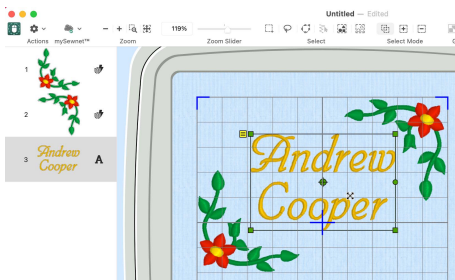 Untitled — Edited
119%
Actions mySewnet™ Zoom Zoom Slider Select Select Mode
1
2
3 Andrew
Cooper A
Andrew
Cooper